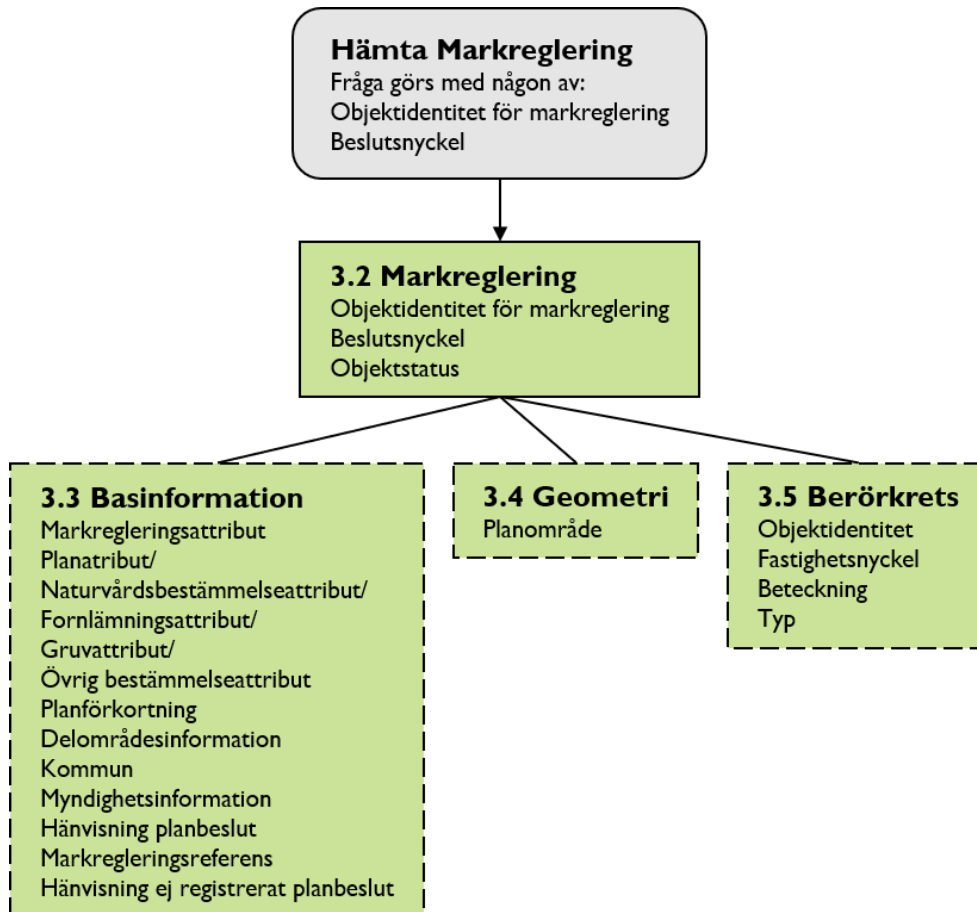 Hämta Markreglering
Fråga görs med någon av:
Objektidentitet för markreglering
Beslutsnyckel
3.2 Markreglering
Objektidentitet för markreglering
Beslutsnyckel
Objektstatus
3.3 Basinformation
Markregleringsattribut
Planatribut/
Naturvårdsbestämmelseattribut/
Fornlämningsattribut/
Gruvattribut/
Övrig bestämmelseattribut
Planförkortning
Delområdesinformation
Kommun
Myndighetsinformation
Hänvisning planbeslut
Markregleringsreferens
Hänvisning ej registrerat planbeslut
3.4 Geometri
Planområde
3.5 Berörkrets
Objektidentitet
Fastighetsnyckel
Beteckning
Typ